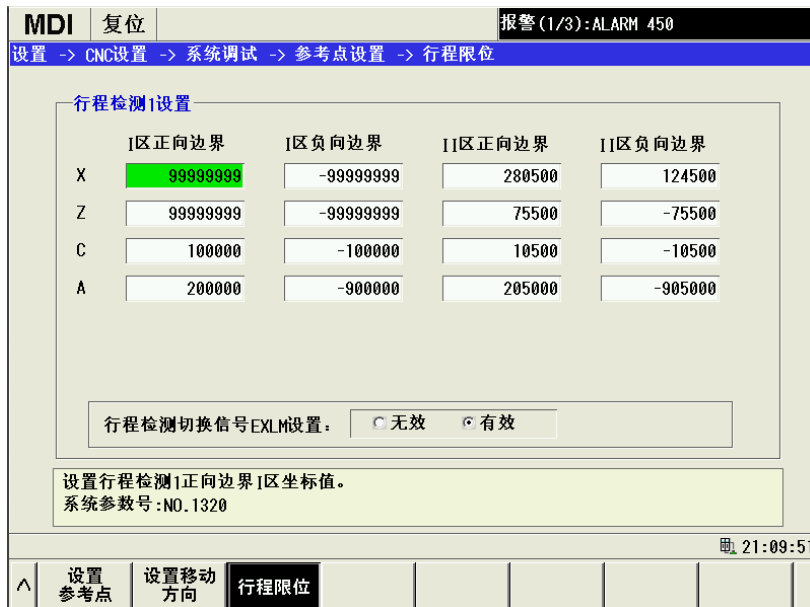 MDI 复位 报警(1/3):ALARM 450
设置 -> CNC设置 -> 系统调试 -> 参考点设置 -> 行程限位
行程检测1设置
I区正向边界 I区负向边界 II区正向边界 II区负向边界
X 99999999 -99999999 280500 124500
Z 99999999 -99999999 75500 -75500
C 100000 -100000 10500 -10500
A 200000 -900000 205000 -905000
行程检测切换信号EXLM设置： 无效 有效
设置行程检测1正向边界I区坐标值。
系统参数号:NO.1320
21:09:51
^ 设置参考点 设置移动方向 行程限位